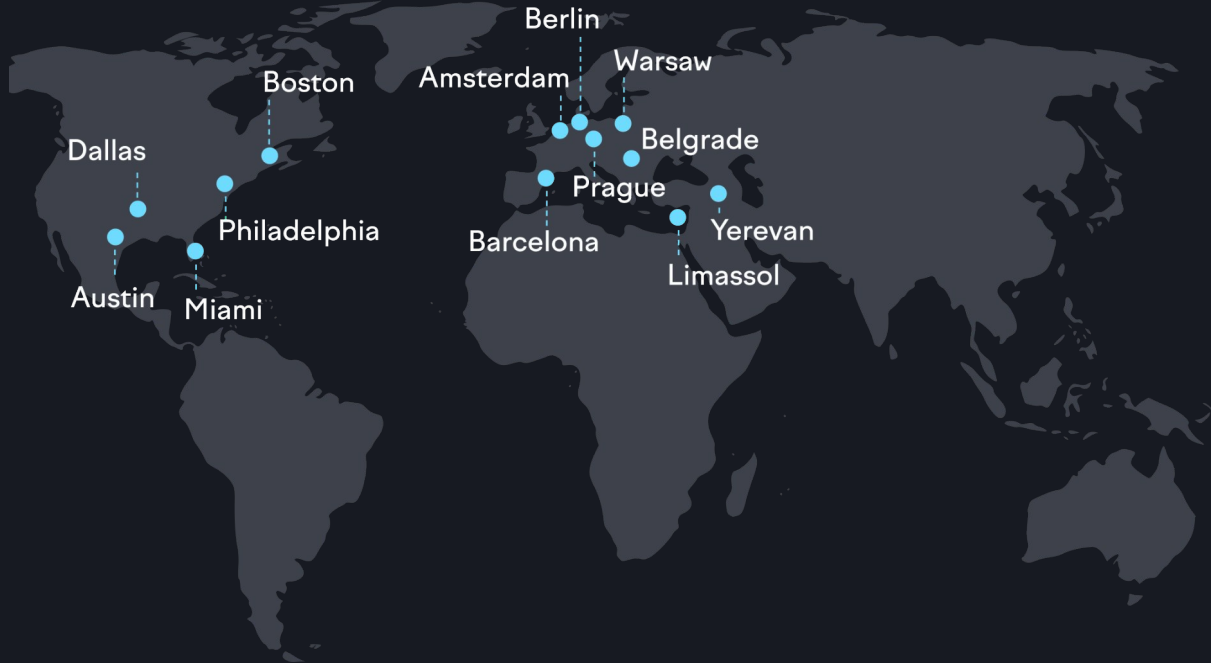 Berlin
Warsaw
Amsterdam
Boston
Belgrade
Dallas
Prague
Philadelphia
Yerevan
Barcelona
Limassol
Austin
Miami